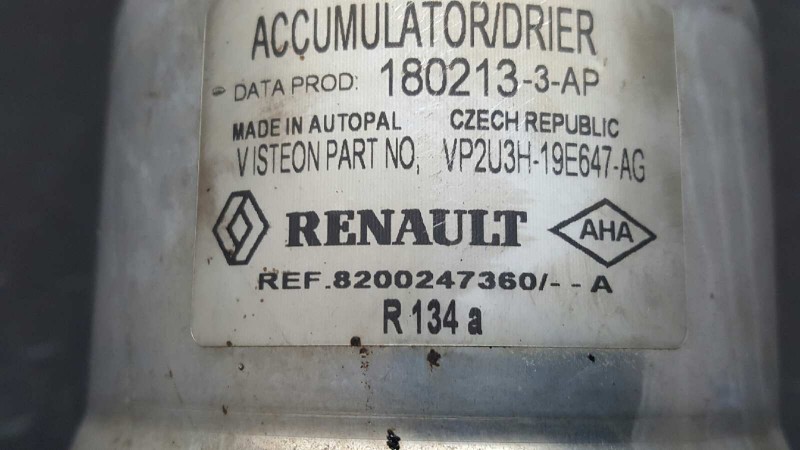 ACCUMULATOR/DRIER
DATA PROD: 180213-3-AP
MADE IN AUTOPAL CZECH REPUBLIC
VISTEON PART NO, VP2U3H-19E647-AG
RENAULT AHA
REF.8200247360/--A
R 134 a